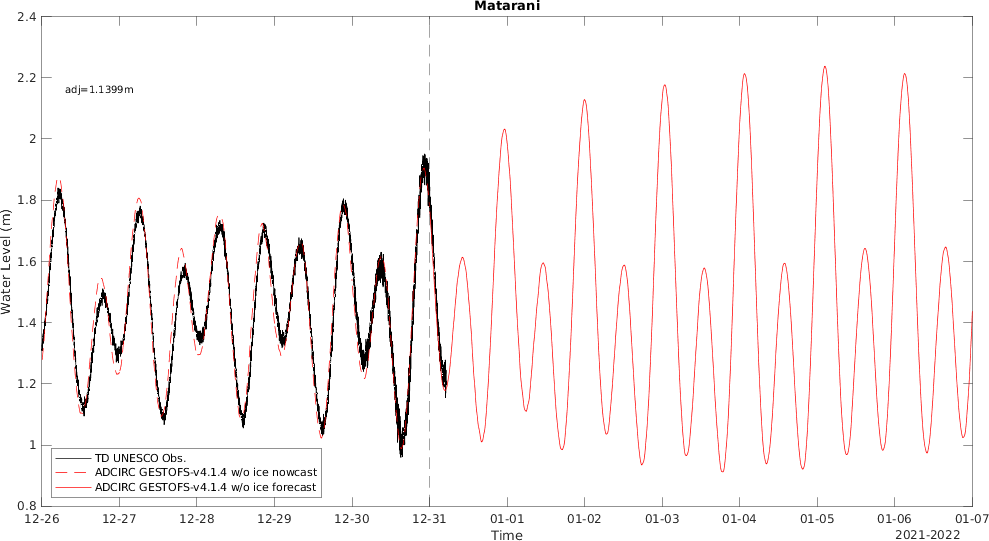 Matarani
2.4
2.2
2
1.8
1.6
1.4
1.2
1
0.8
Water Level (m)
adj=1.1399m
TD UNESCO Obs.
ADCIRC GESTOFS-v4.1.4 w/o ice nowcast
ADCIRC GESTOFS-v4.1.4 w/o ice forecast
12-26 12-27 12-28 12-29 12-30 12-31 01-01 01-02 01-03 01-04 01-05 01-06 01-07
Time
2021-2022